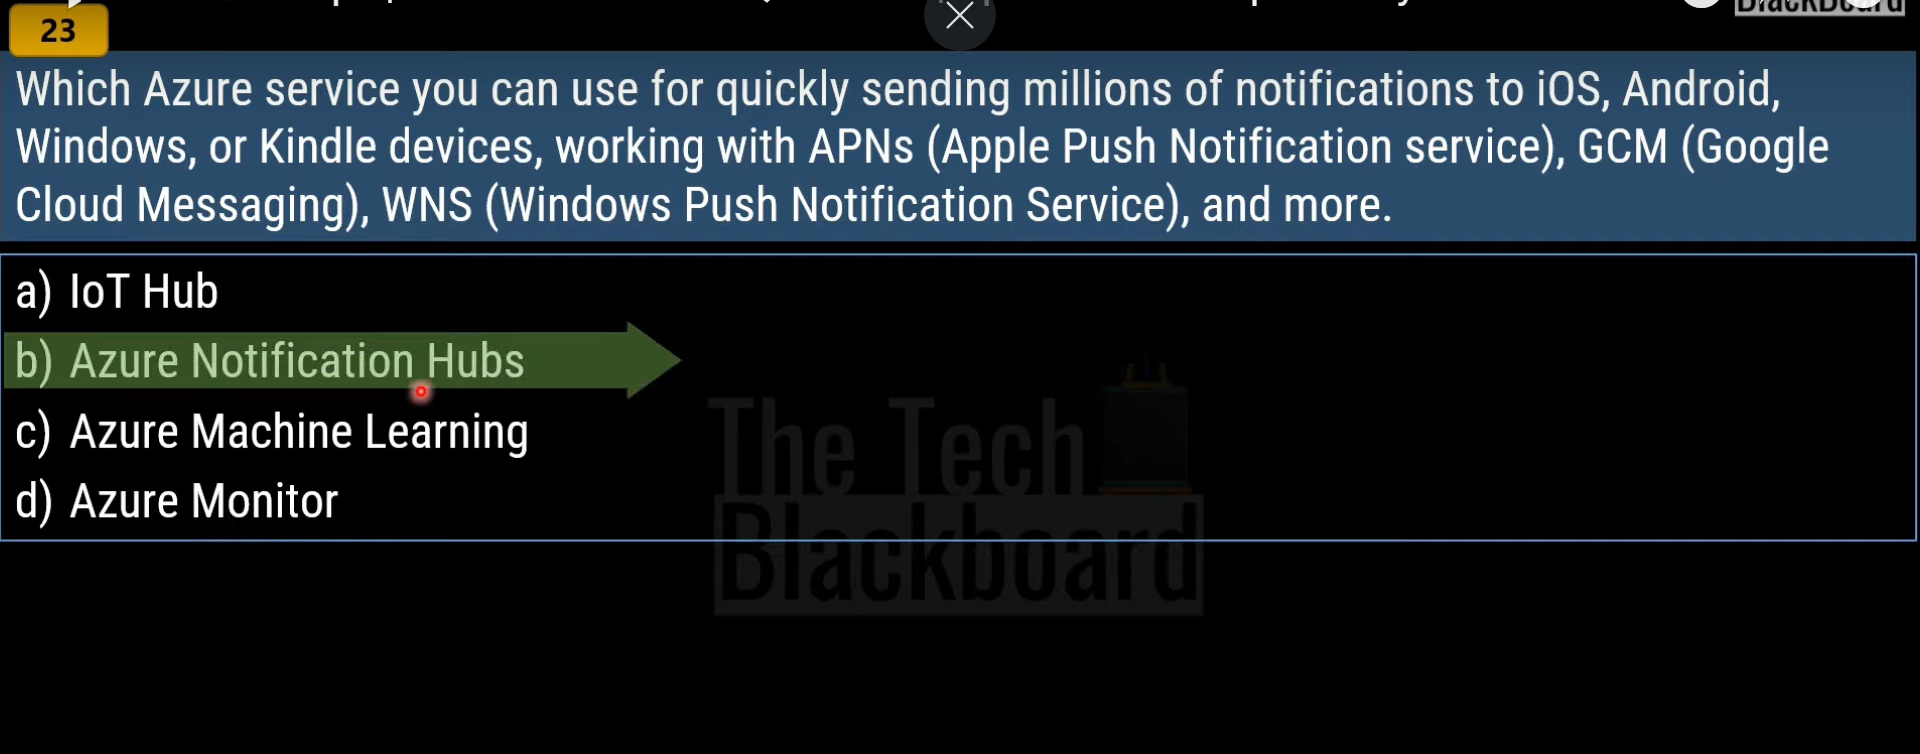 BlackBoard
23
Which Azure service you can use for quickly sending millions of notifications to iOS, Android,
Windows, or Kindle devices, working with APNs (Apple Push Notification service), GCM (Google
Cloud Messaging), WNS (Windows Push Notification Service), and more.
a) IoT Hub
b) Azure Notification Hubs
c) Azure Machine Learning
d) Azure Monitor
The Tech
Blackboard